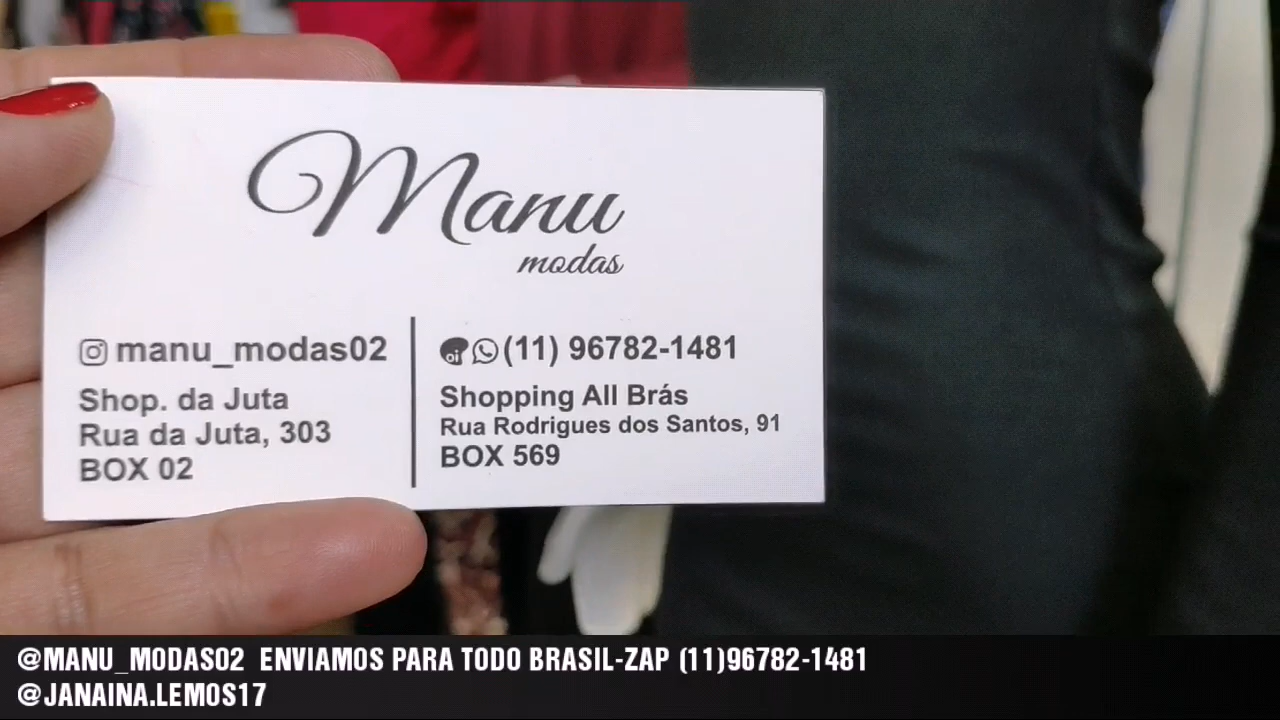 Manu
modas
manu_modas02
Shop. da Juta
Rua da Juta, 303
BOX 02
oi (11) 96782-1481
Shopping All Brás
Rua Rodrigues dos Santos, 91
BOX 569
@MANU_MODAS02 ENVIAMOS PARA TODO BRASIL-ZAP (11)96782-1481
@JANAINA.LEMOS17